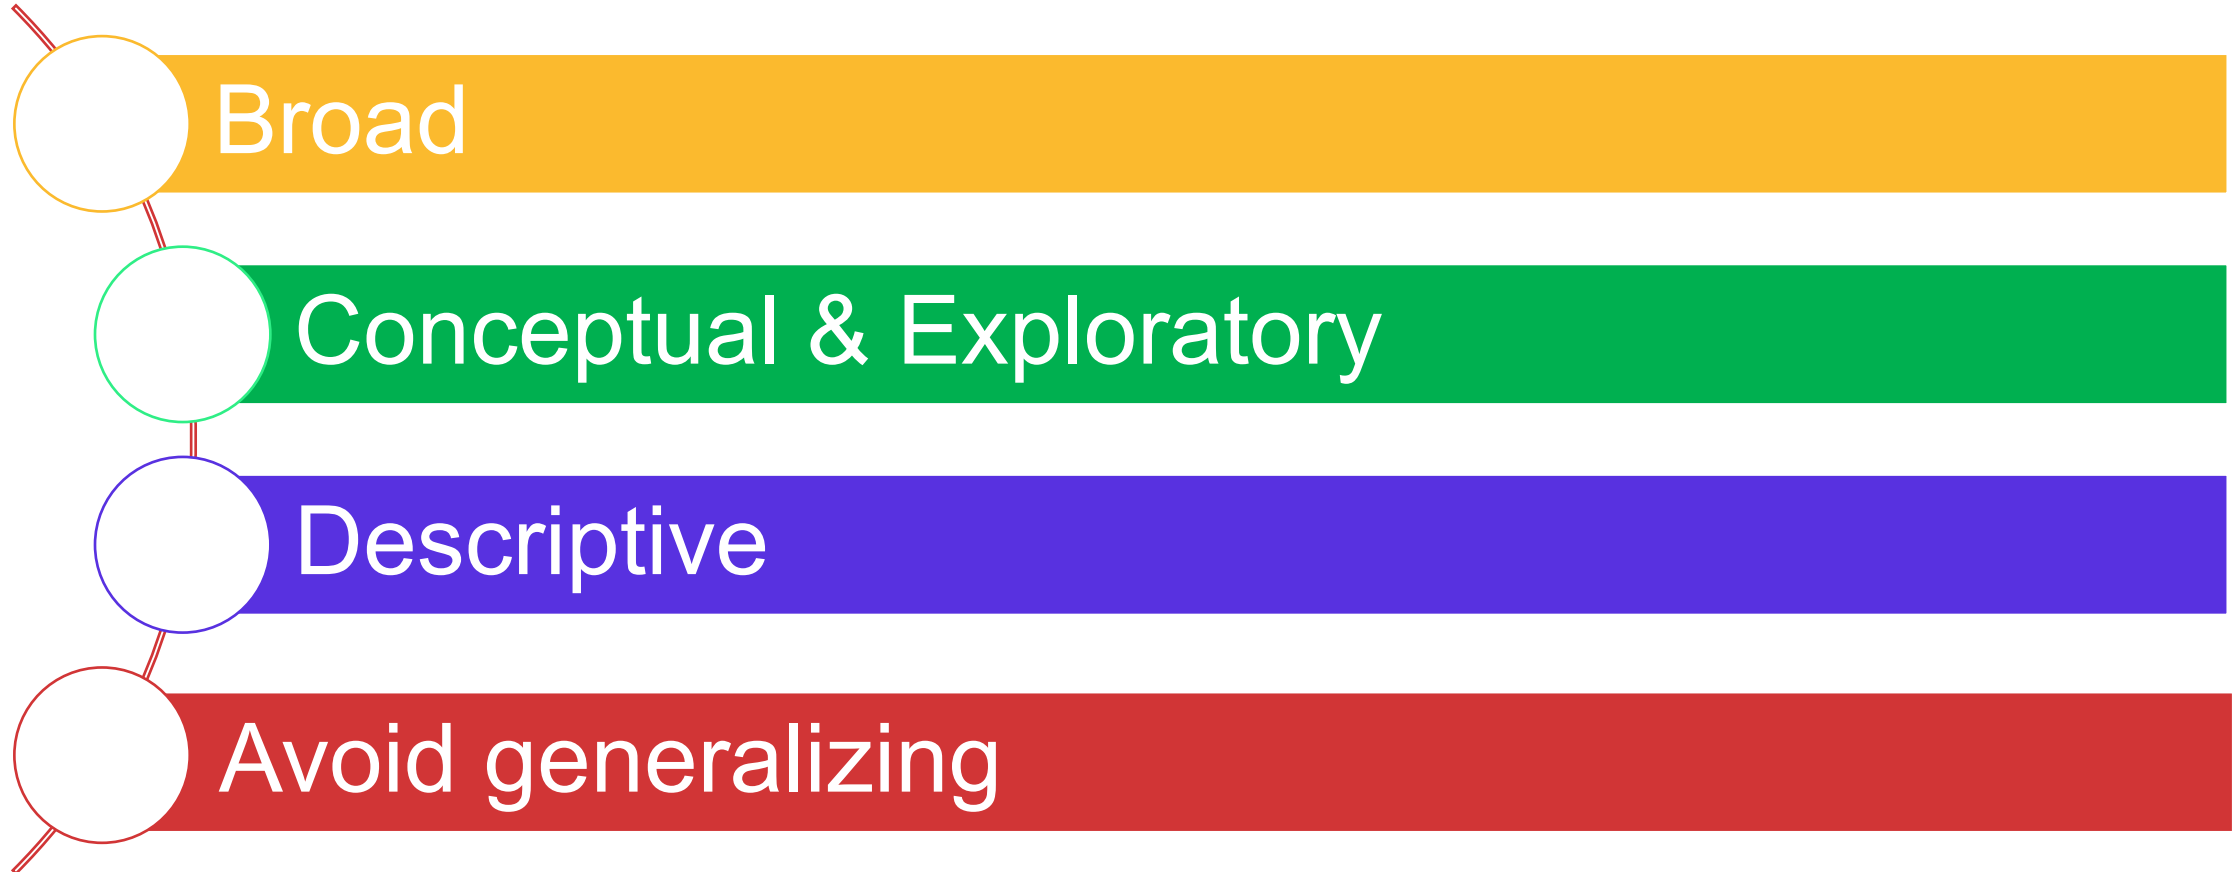 Broad
Conceptual & Exploratory
Descriptive
Avoid generalizing